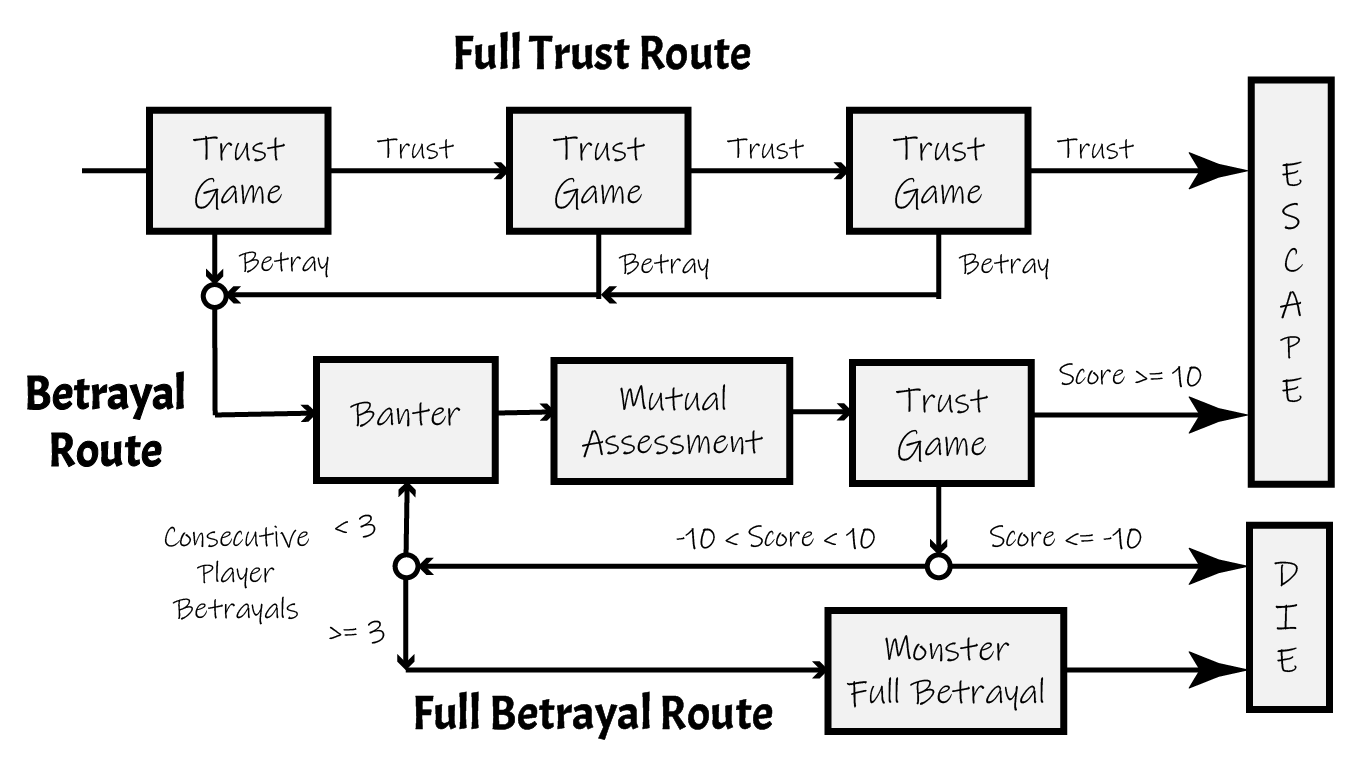 Full Trust Route
Trust
Game
Trust
Trust
Game
Trust
Trust
Game
Trust
Betray
Betray
Betray
E
S
C
A
P
E
Betrayal
Route
Banter
Mutual
Assessment
Trust
Game
Score >= 10
Consecutive
Player
Betrayals
< 3
>= 3
-10 < Score < 10
Score <= -10
D
I
E
Monster
Full Betrayal
Full Betrayal Route